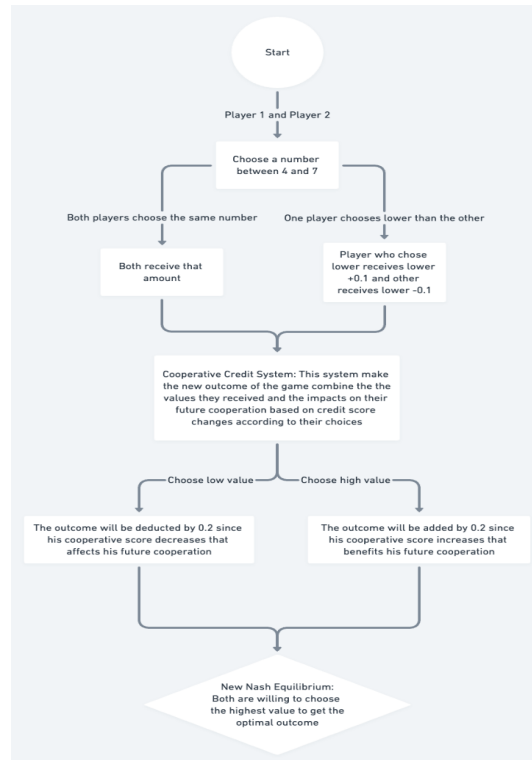 Start
Player 1 and Player 2
Choose a number
between 4 and 7
Both players choose the same number
One player chooses lower than the other
Both receive that
amount
Player who chose
lower receives lower
+0.1 and other
receives lower -0.1
Cooperative Credit System: This system make
the new outcome of the game combine the the
values they received and the impacts on their
future cooperation based on credit score
changes according to their choices
Choose low value
Choose high value
The outcome will be deducted by 0.2 since
his cooperative score decreases that
affects his future cooperation
The outcome will be added by 0.2 since
his cooperative score increases that
benefits his future cooperation
New Nash Equilibrium:
Both are willing to choose
the highest value to get the
optimal outcome